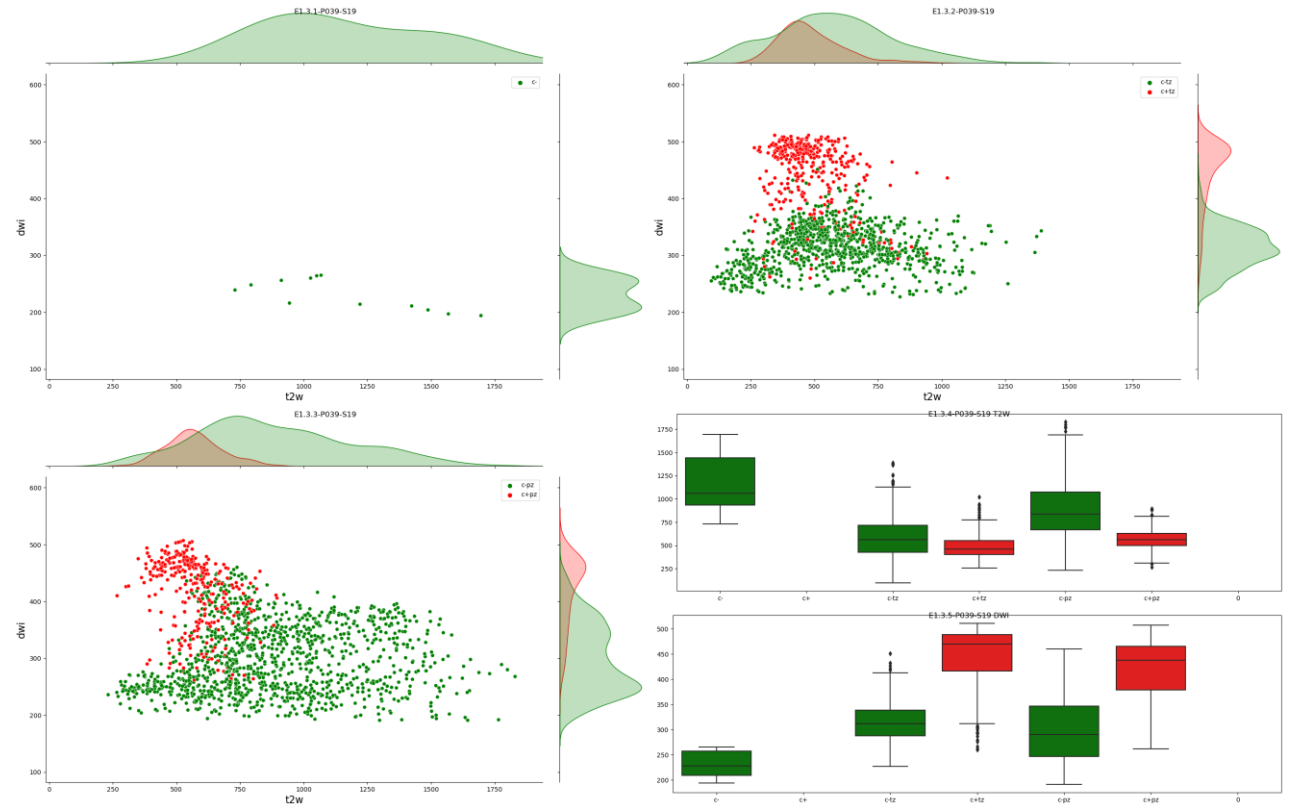 E1.3.1-P039-S19
c-
600
500
400
300
200
100
dwi
0 250 500 750 1000 1250 1500 1750
t2w
E1.3.2-P039-S19
c-tz
c+tz
600
500
400
300
200
100
dwi
0 250 500 750 1000 1250 1500 1750
t2w
E1.3.3-P039-S19
c-pz
c+pz
600
500
400
300
200
100
dwi
0 250 500 750 1000 1250 1500 1750
t2w
E1.3.4-P039-S19 T2W
1750
1500
1250
1000
750
500
250
c- c+ c-tz c+tz c-pz c+pz 0
E1.3.5-P039-S19 DWI
500
450
400
350
300
250
200
c- c+ c-tz c+tz c-pz c+pz 0